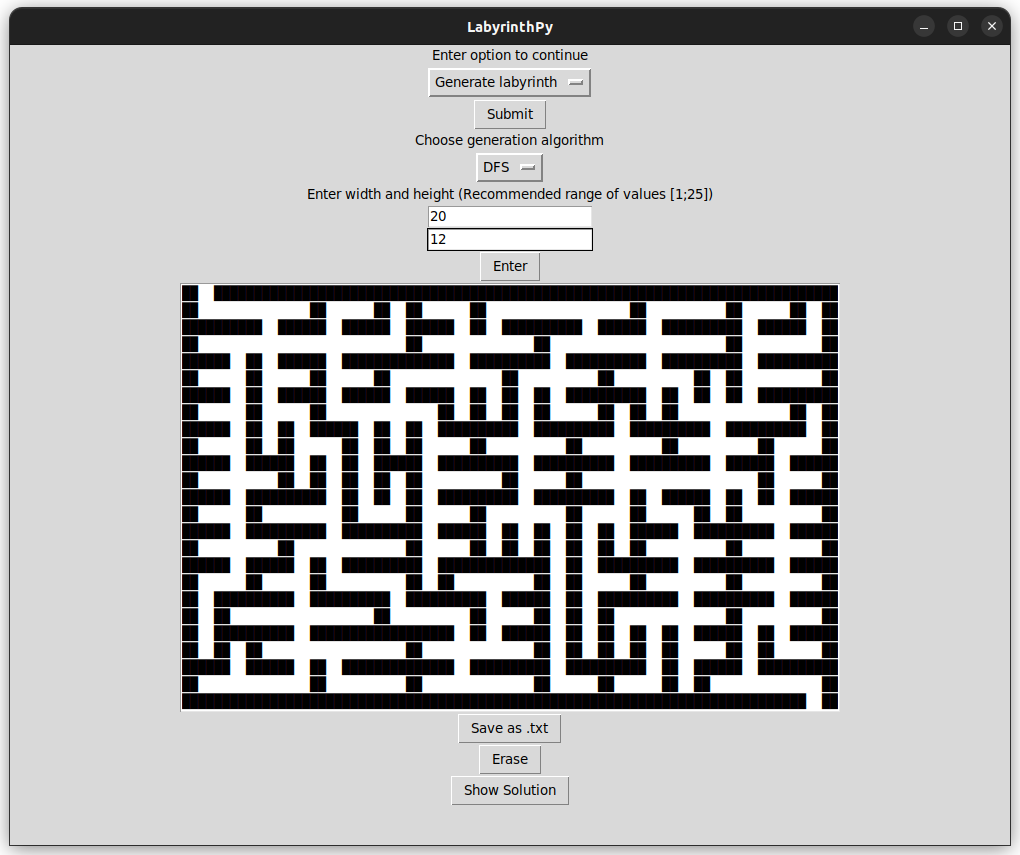 LabyrinthPy
Enter option to continue
Generate labyrinth
Submit
Choose generation algorithm
DFS
Enter width and height (Recommended range of values [1;25])
20
12
Enter
Save as .txt
Erase
Show Solution